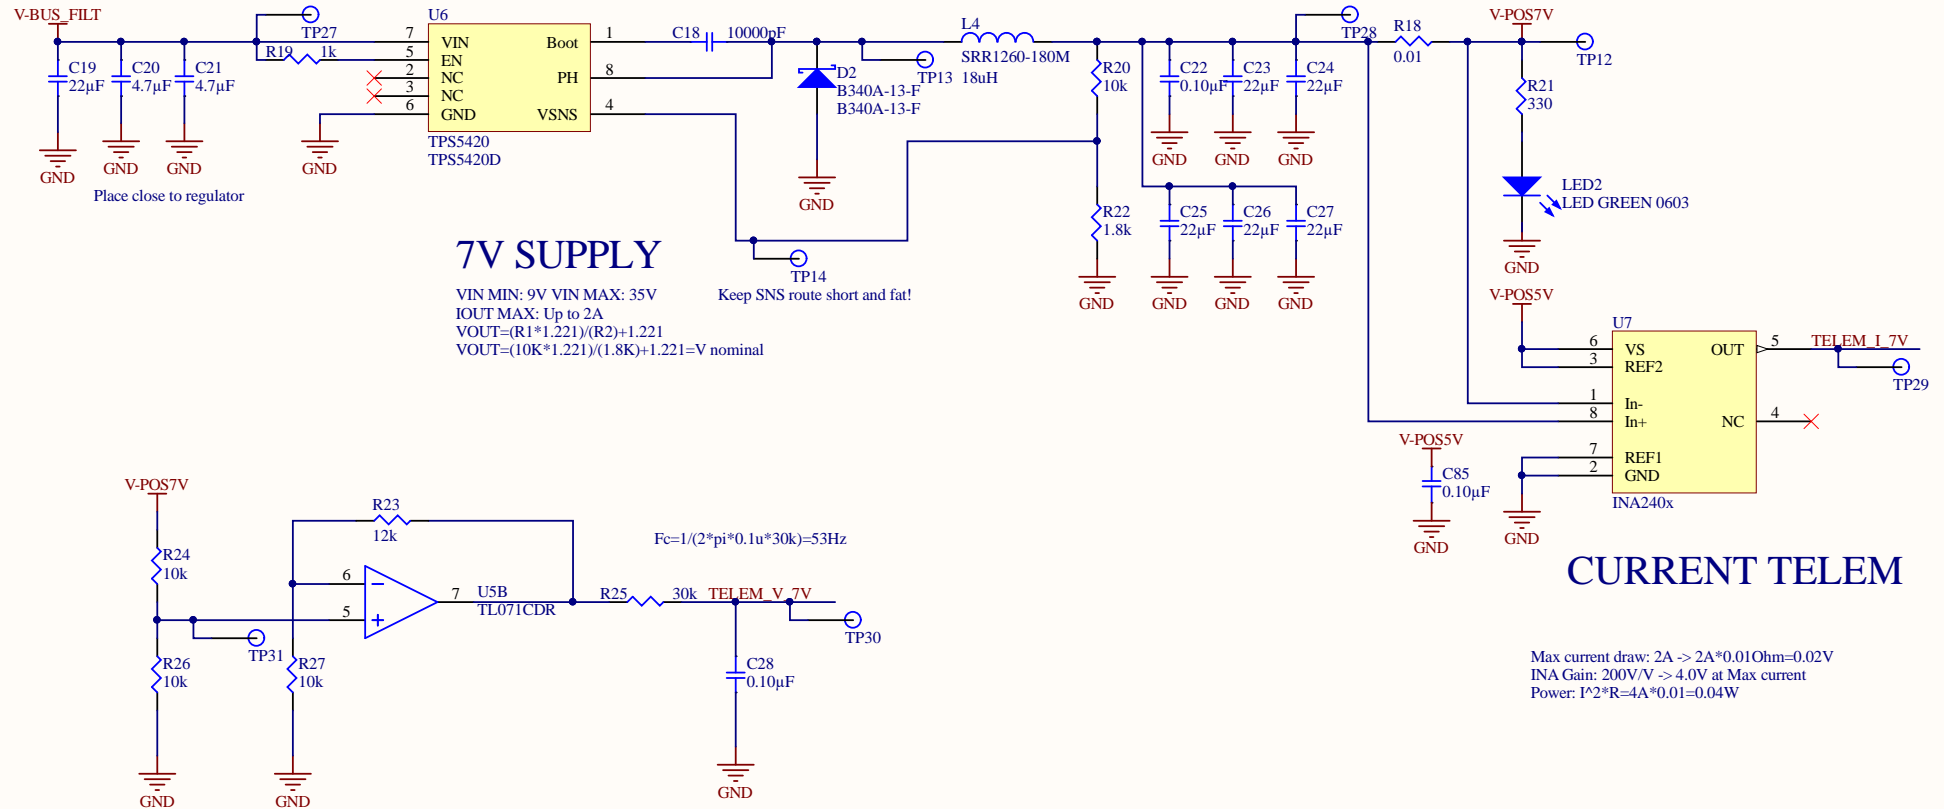 V-BUS_FILT
TP27
R19 1k
C19
22µF
C20
4.7µF
C21
4.7µF
GND
GND
GND
GND
Place close to regulator
U6
7 VIN
5 EN
2 NC
3 NC
6 GND
Boot 1
PH 8
VSNS 4
TPS5420
TPS5420D
C18 10000pF
D2
B340A-13-F
B340A-13-F
GND
TP13
L4
SRR1260-180M
18uH
TP14
Keep SNS route short and fat!
7V SUPPLY
VIN MIN: 9V VIN MAX: 35V
IOUT MAX: Up to 2A
VOUT=(R1*1.221)/(R2)+1.221
VOUT=(10K*1.221)/(1.8K)+1.221=V nominal
R20
10k
R22
1.8k
GND
C22
0.10µF
C23
22µF
C24
22µF
GND
GND
GND
C25
22µF
C26
22µF
C27
22µF
GND
GND
GND
TP28
R18
0.01
V-POS7V
TP12
R21
330
LED2
LED GREEN 0603
GND
V-POS5V
U7
6 VS
3 REF2
1 In-
8 In+
7 REF1
2 GND
OUT 5
NC 4
INA240x
TELEM_I_7V
TP29
V-POS5V
C85
0.10µF
GND
GND
CURRENT TELEM
Max current draw: 2A -> 2A*0.01Ohm=0.02V
INA Gain: 200V/V -> 4.0V at Max current
Power: I^2*R=4A*0.01=0.04W
V-POS7V
R24
10k
R26
10k
GND
TP31
R23
12k
R27
10k
GND
6
5
7
U5B
TL071CDR
Fc=1/(2*pi*0.1u*30k)=53Hz
R25 30k
TELEM_V_7V
TP30
C28
0.10µF
GND